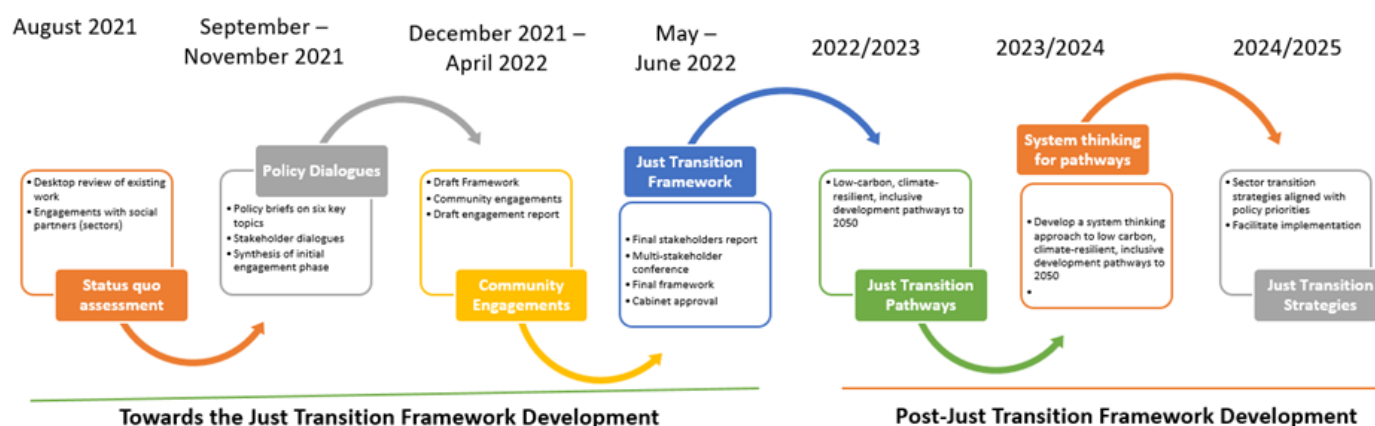 August 2021
September –
November 2021
December 2021 –
April 2022
May –
June 2022
2022/2023
2023/2024
2024/2025
• Desktop review of existing
work
• Engagements with social
partners (sectors)
Status quo
assessment
Policy Dialogues
• Policy briefs on six key
topics
• Stakeholder dialogues
• Synthesis of initial
engagement phase
• Draft Framework
• Community engagements
• Draft engagement report
Community
Engagements
Just Transition
Framework
• Final stakeholders report
• Multi-stakeholder
conference
• Final framework
• Cabinet approval
• Low-carbon, climate-
resilient, inclusive
development pathways to
2050
Just Transition
Pathways
System thinking
for pathways
• Develop a system thinking
approach to low carbon,
climate-resilient, inclusive
development pathways to
2050
•
• Sector transition
strategies aligned with
policy priorities
• Facilitate implementation
Just Transition
Strategies
Towards the Just Transition Framework Development
Post-Just Transition Framework Development